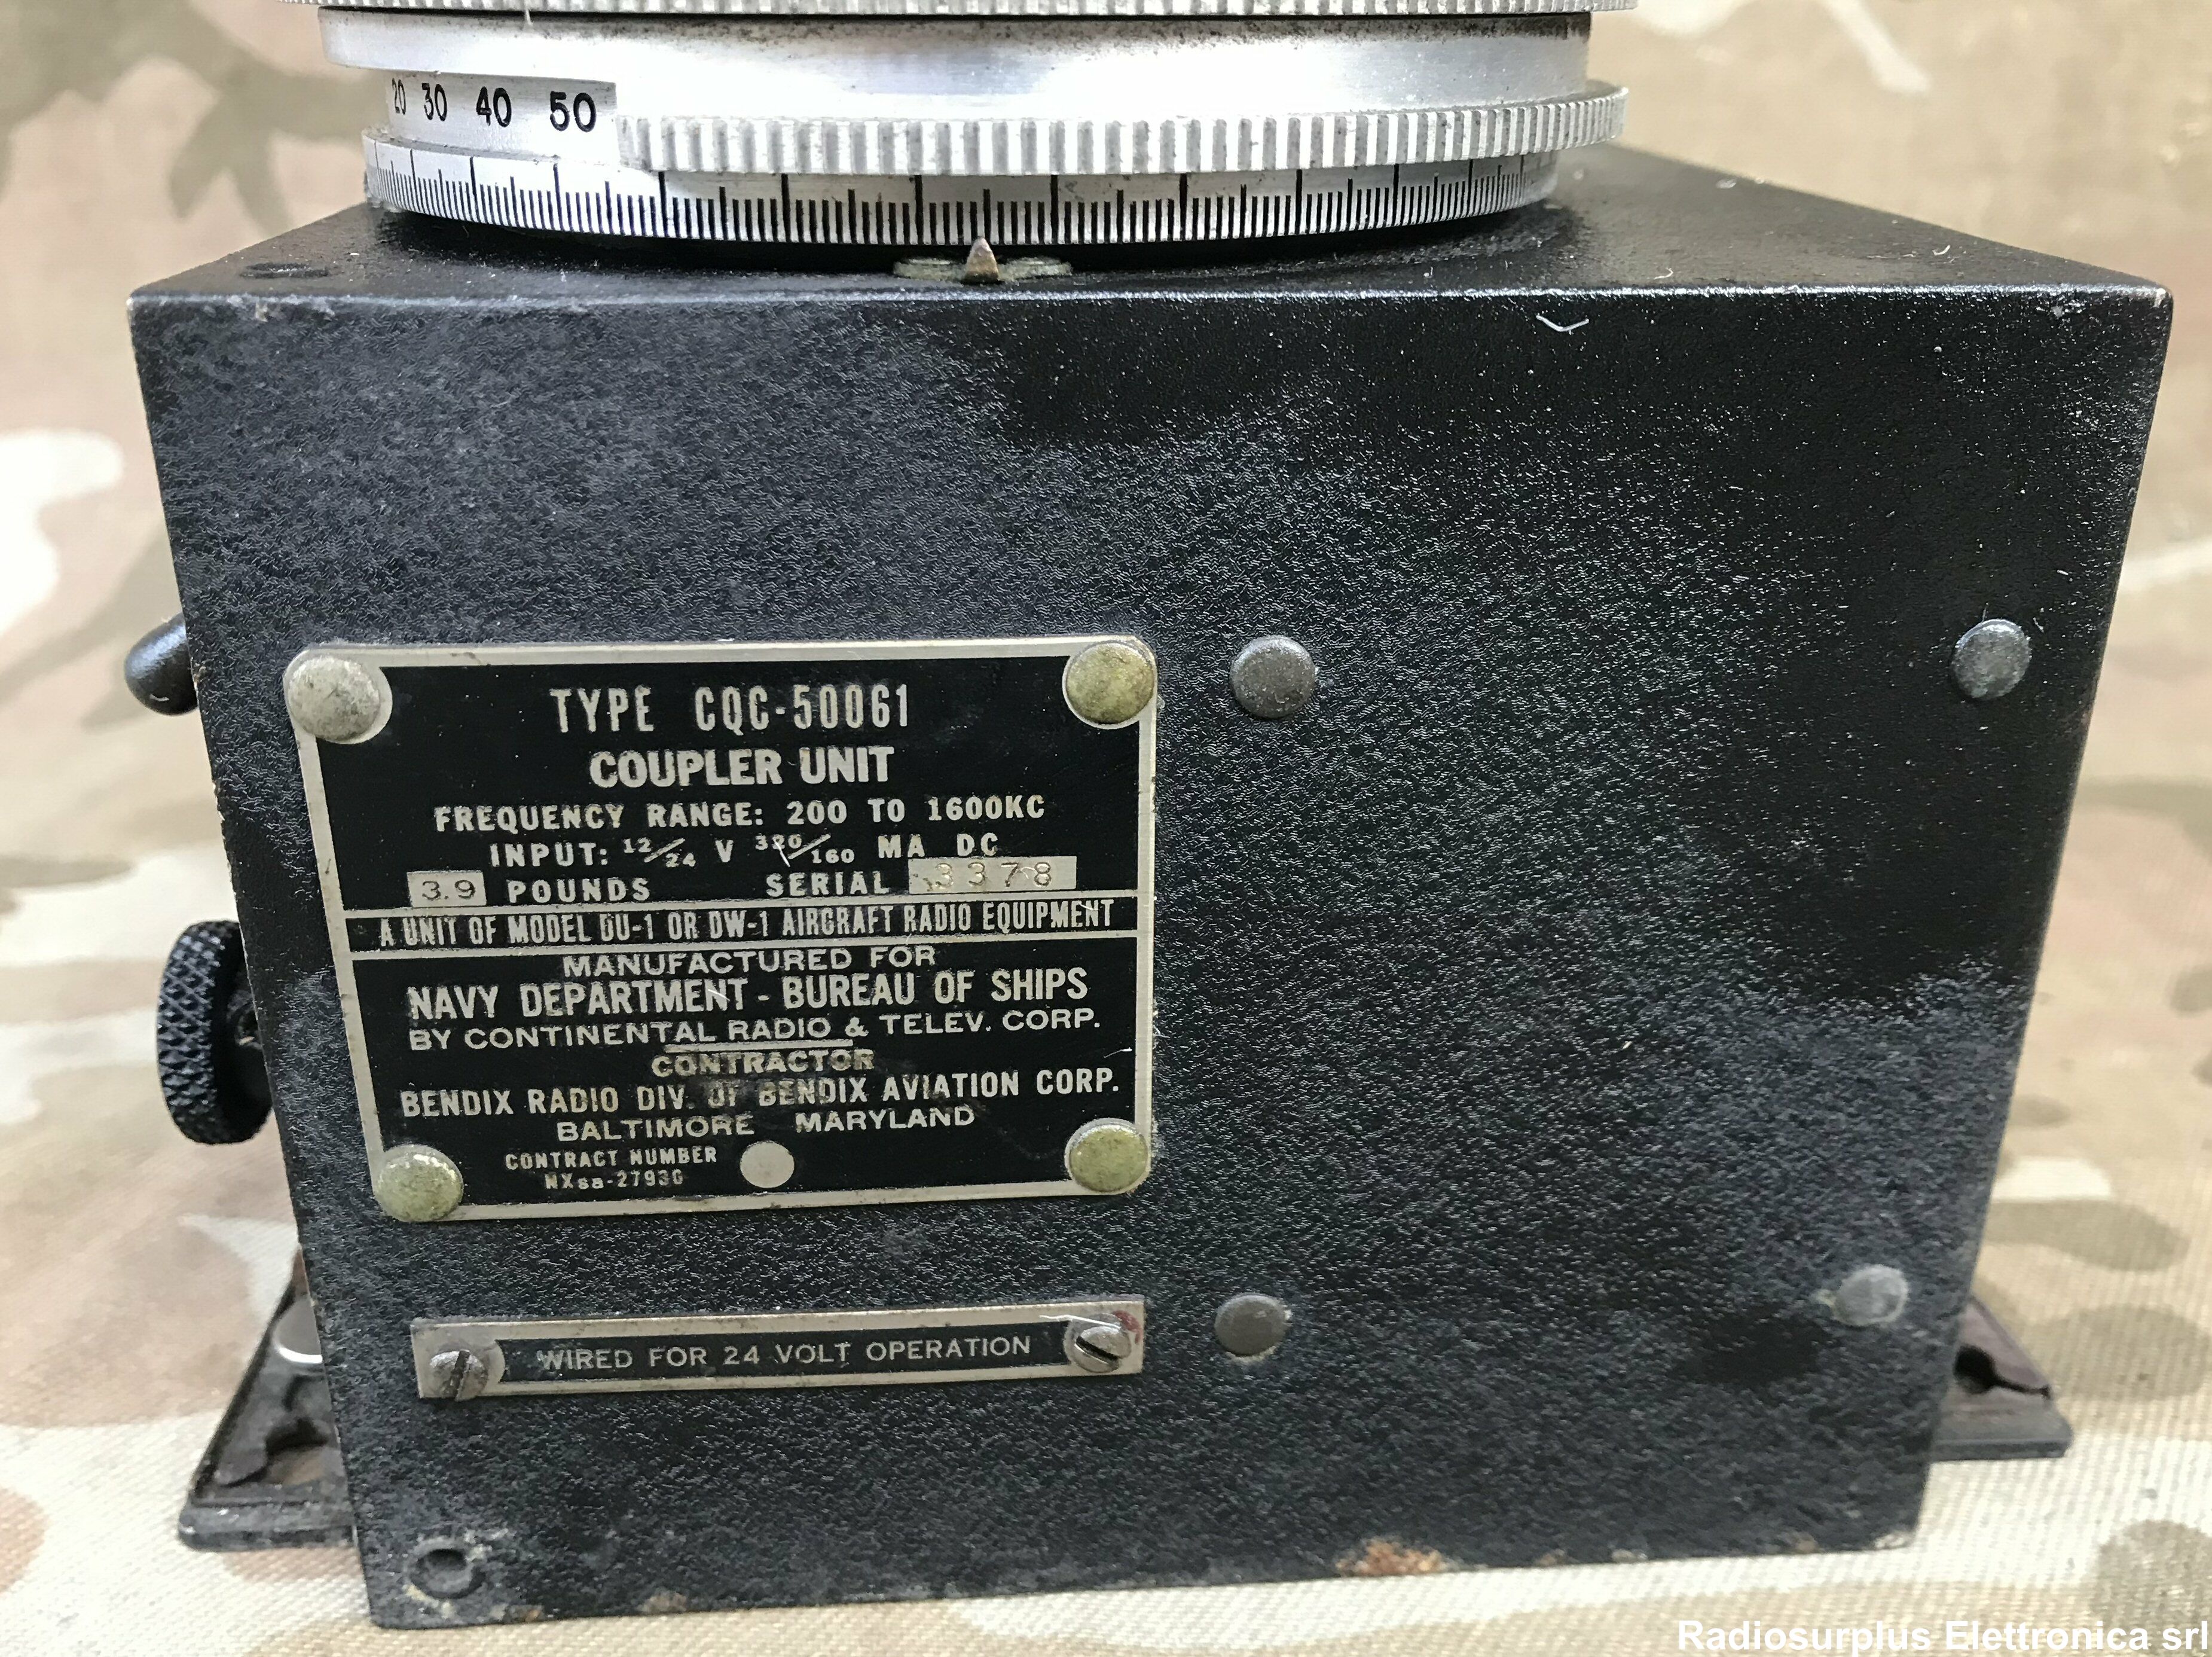 20 30 40 50
TYPE CQC-50061
COUPLER UNIT
FREQUENCY RANGE: 200 TO 1600KC
INPUT: 12/24 V 320/160 MA DC
3.9 POUNDS SERIAL 3378
A UNIT OF MODEL DU-1 OR DW-1 AIRCRAFT RADIO EQUIPMENT
MANUFACTURED FOR
NAVY DEPARTMENT - BUREAU OF SHIPS
BY CONTINENTAL RADIO & TELEV. CORP.
CONTRACTOR
BENDIX RADIO DIV. OF BENDIX AVIATION CORP.
BALTIMORE MARYLAND
CONTRACT NUMBER
WIRED FOR 24 VOLT OPERATION
Radiosurplus Elettronica srl